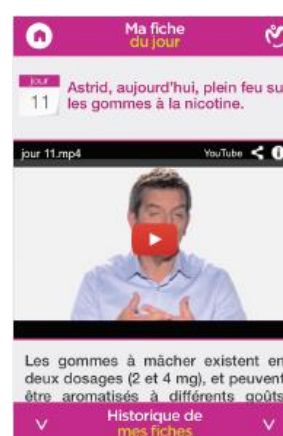 Ma fiche
du jour
jour
11
Astrid, aujourd'hui, plein feu su
les gommes à la nicotine.
jour 11.mp4
YouTube
Les gommes à mâcher existent en
deux dosages (2 et 4 mg), et peuvent
être aromatisés à différents goûts
Historique de
mes fiches